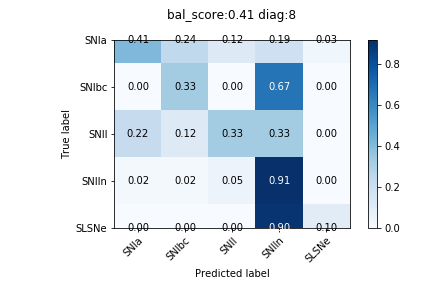 bal_score:0.41 diag:8
SNIa 0.41 0.24 0.12 0.19 0.03
SNIbc 0.00 0.33 0.00 0.67 0.00
SNII 0.22 0.12 0.33 0.33 0.00
SNIIn 0.02 0.02 0.05 0.91 0.00
SLSNe 0.00 0.00 0.00 0.90 0.10
True label
SNIa SNIbc SNII SNIIn SLSNe
Predicted label
0.8
0.6
0.4
0.2
0.0